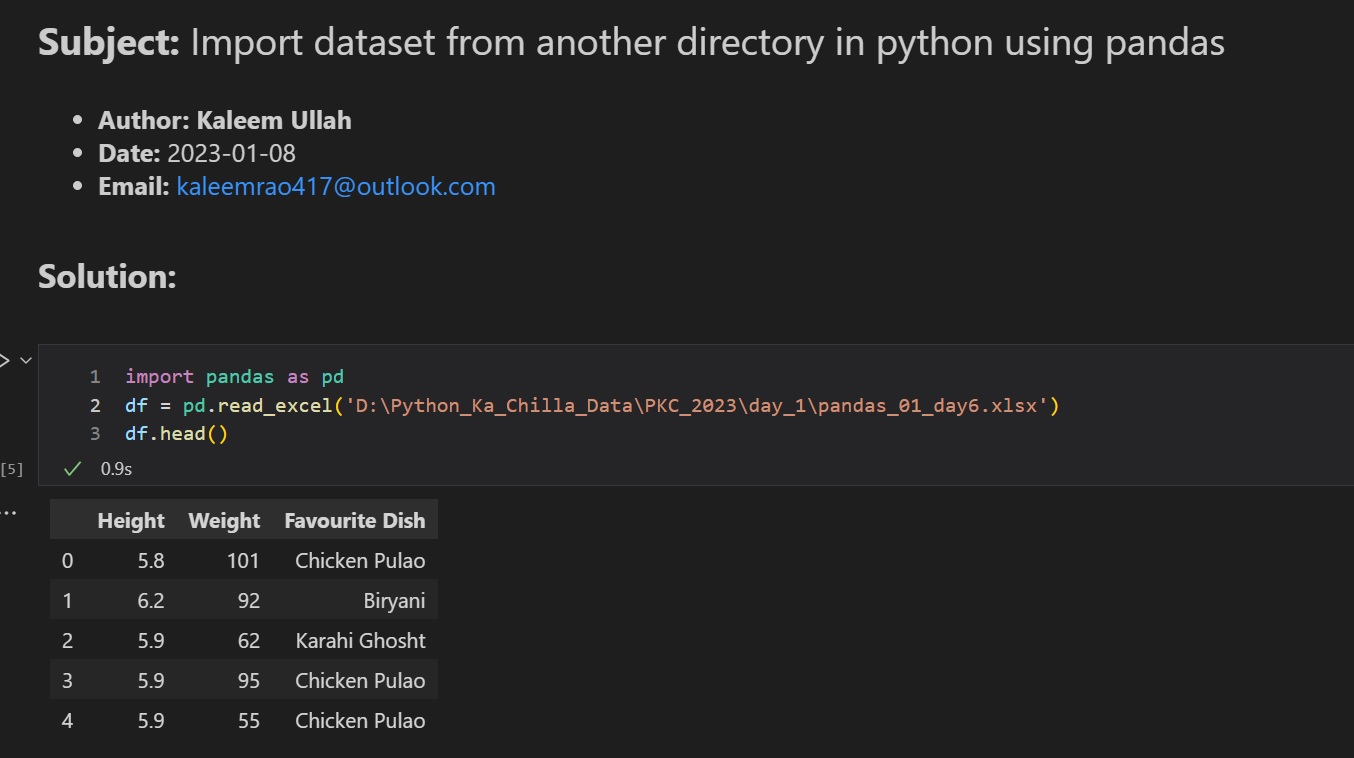 Subject: Import dataset from another directory in python using pandas
• Author: Kaleem Ullah
• Date: 2023-01-08
• Email: kaleemrao417@outlook.com
Solution:
1 import pandas as pd
2 df = pd.read_excel('D:\Python_Ka_Chilla_Data\PKC_2023\day_1\pandas_01_day6.xlsx')
3 df.head()
[5] ✓ 0.9s
...
Height Weight Favourite Dish
0 5.8 101 Chicken Pulao
1 6.2 92 Biryani
2 5.9 62 Karahi Ghosht
3 5.9 95 Chicken Pulao
4 5.9 55 Chicken Pulao